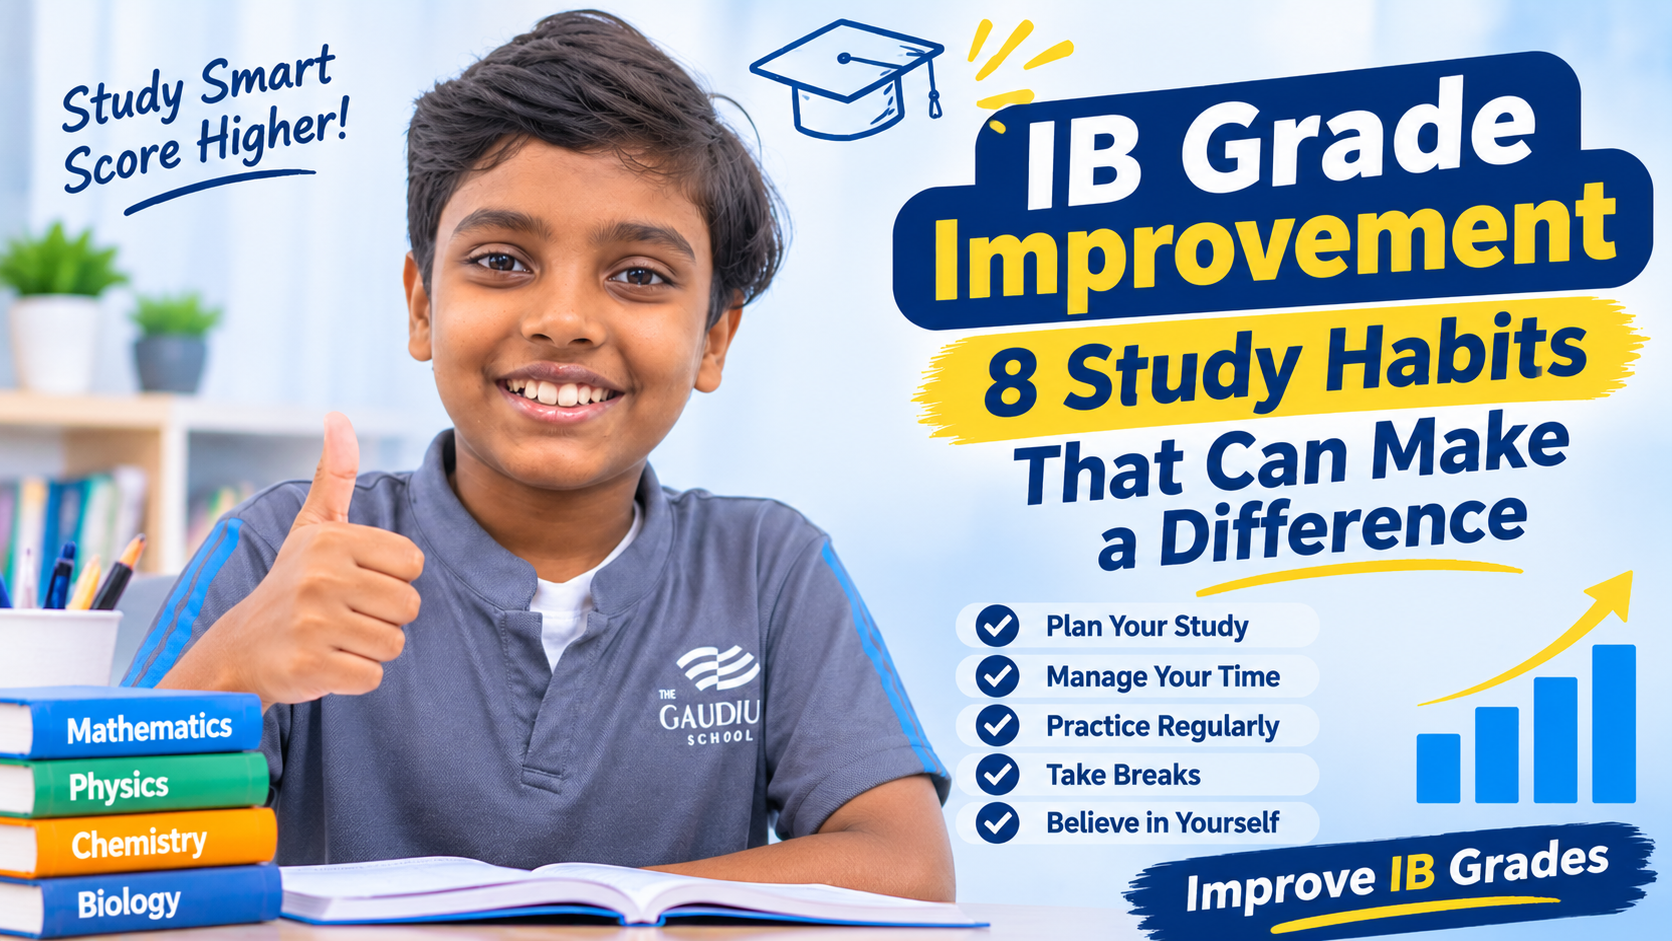 Study Smart
Score Higher!
IB Grade
Improvement
8 Study Habits
That Can Make
a Difference
Plan Your Study
Manage Your Time
Practice Regularly
Take Breaks
Believe in Yourself
Improve IB Grades
THE
GAUDIU
SCHOOL
Mathematics
Physics
Chemistry
Biology